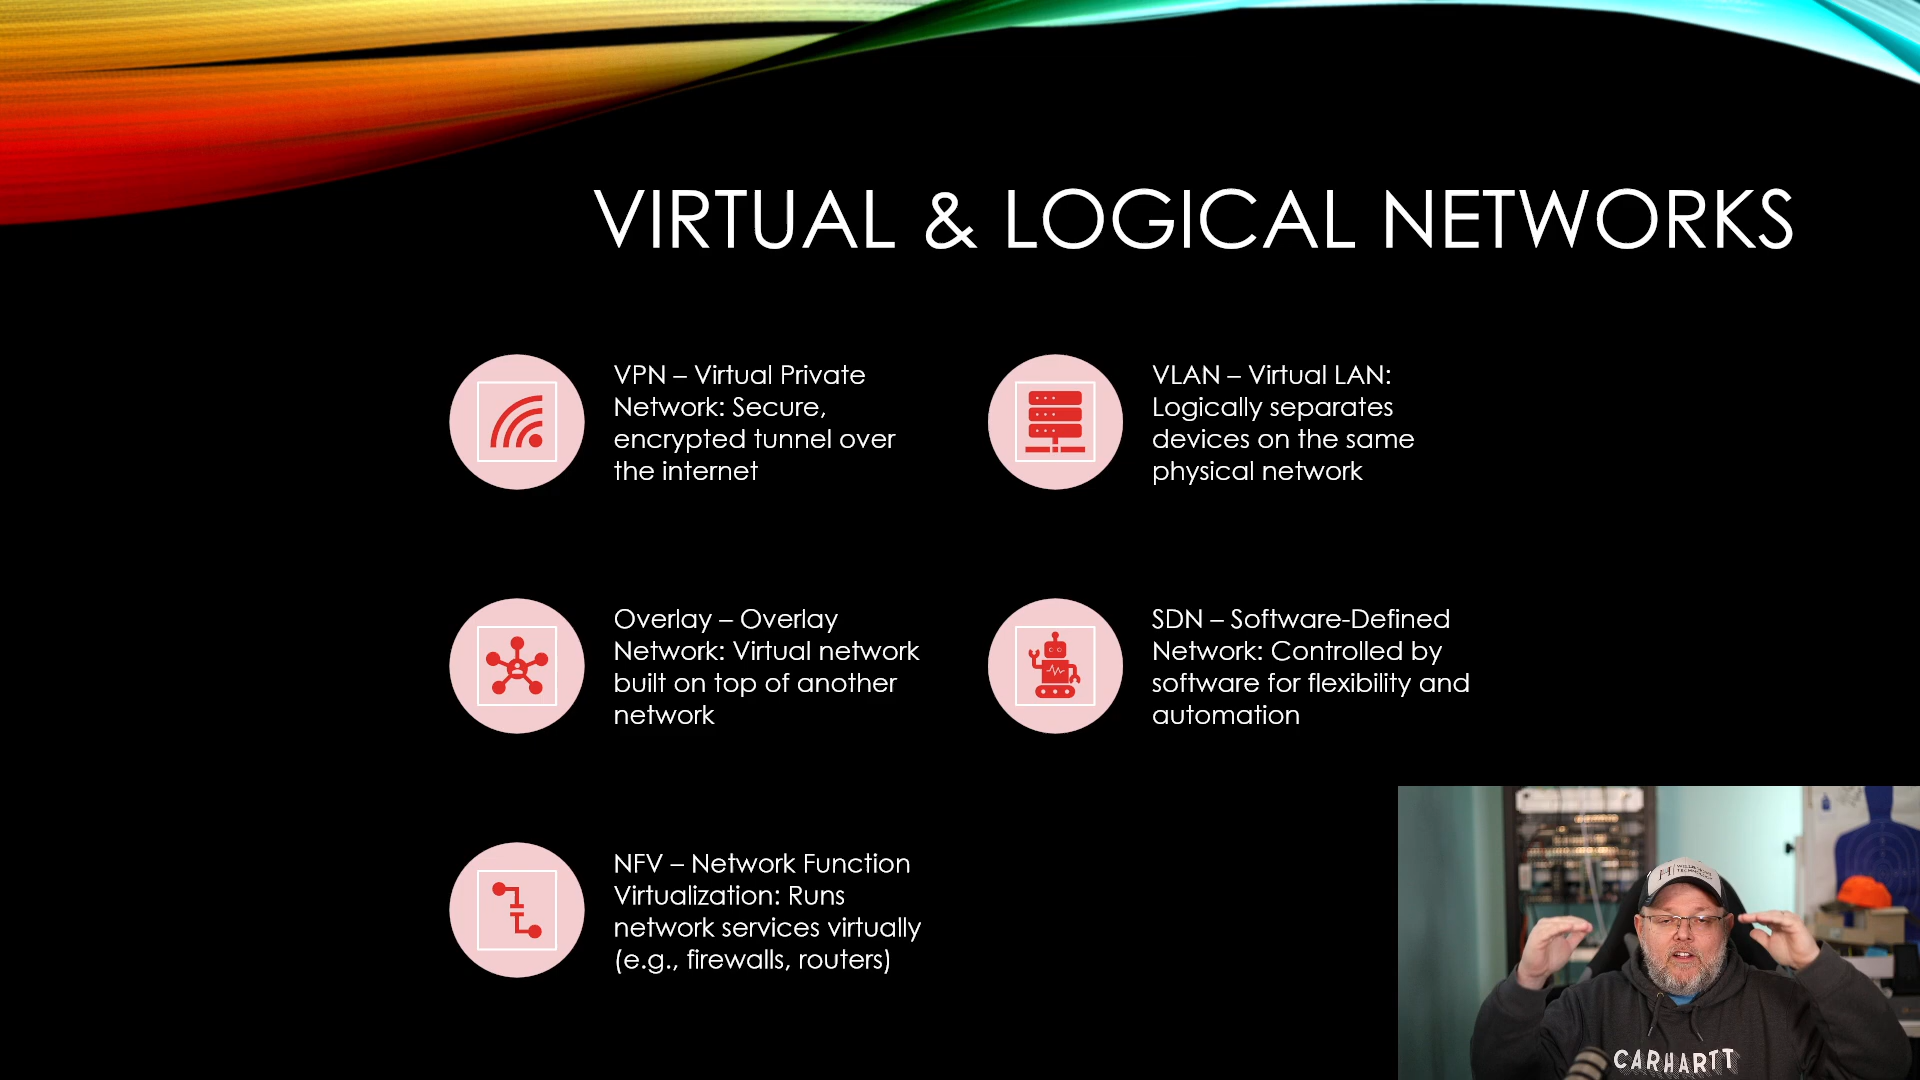 VIRTUAL & LOGICAL NETWORKS
VPN – Virtual Private
Network: Secure,
encrypted tunnel over
the internet
VLAN – Virtual LAN:
Logically separates
devices on the same
physical network
Overlay – Overlay
Network: Virtual network
built on top of another
network
SDN – Software-Defined
Network: Controlled by
software for flexibility and
automation
NFV – Network Function
Virtualization: Runs
network services virtually
(e.g., firewalls, routers)
CARHARTT